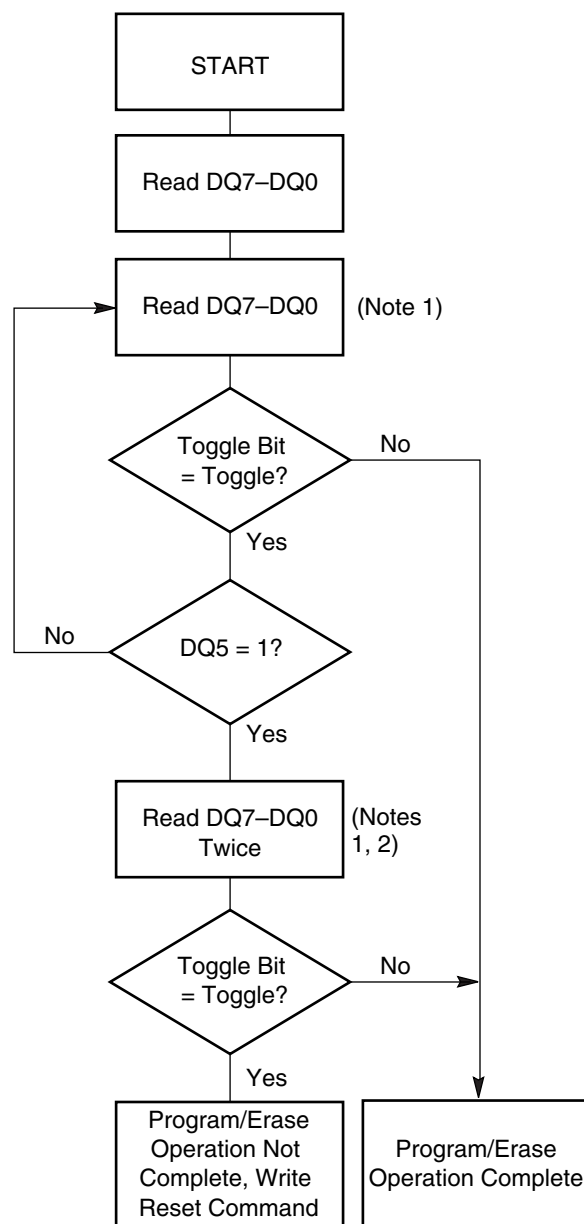 START
Read DQ7–DQ0
Read DQ7–DQ0
(Note 1)
Toggle Bit
= Toggle?
No
Yes
No
DQ5 = 1?
Yes
Read DQ7–DQ0
Twice
(Notes
1, 2)
Toggle Bit
= Toggle?
No
Yes
Program/Erase
Operation Not
Complete, Write
Reset Command
Program/Erase
Operation Complete